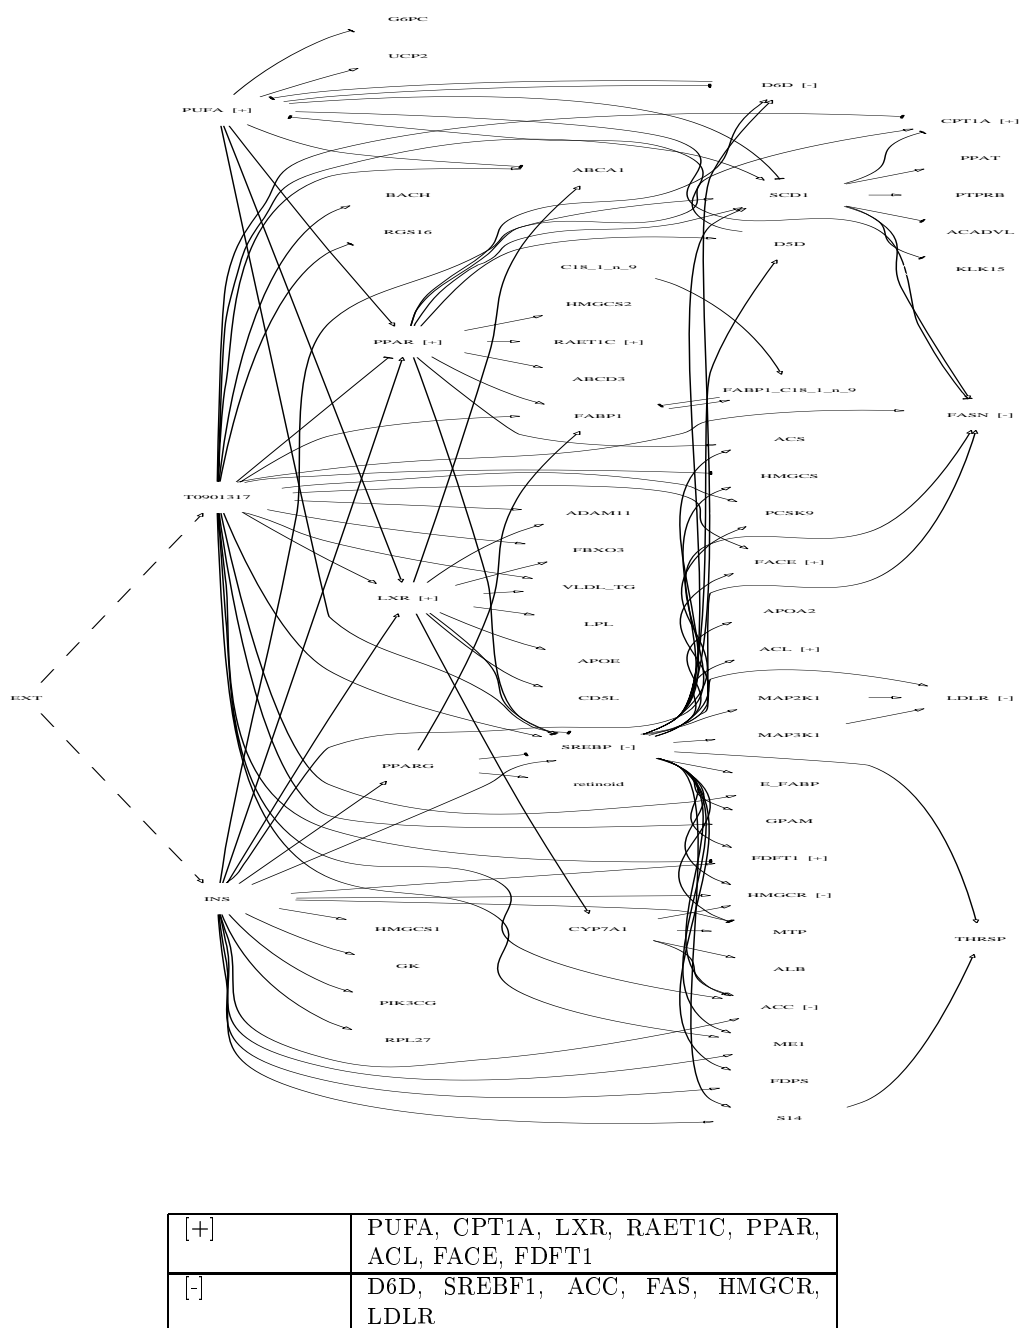 G6PC
UCP2
D6D [-]
PUFA [+]
CPT1A [+]
PPAT
ABCA1
BACH
SCD1
PTPRB
RGS16
ACADVL
D5D
C18_1_n_9
KLK15
HMGCS2
PPAR [+]
RAET1C [+]
ABCD3
FABP1_C18_1_n_9
FABP1
FASN [-]
ACS
HMGCS
T0901317
ADAM11
PCSK9
FBXO3
FACE [+]
VLDL_TG
LXR [+]
APOA2
LPL
ACL [+]
APOE
EXT
CD5L
MAP2K1
LDLR [-]
MAP3K1
SREBP [-]
PPARG
retinoid
E_FABP
GPAM
FDFT1 [+]
INS
HMGCR [-]
HMGCS1
CYP7A1
MTP
THRSP
GK
ALB
PIK3CG
ACC [-]
RPL27
ME1
FDPS
S14
[+] PUFA, CPT1A, LXR, RAET1C, PPAR,
ACL, FACE, FDFT1
[-] D6D, SREBF1, ACC, FAS, HMGCR,
LDLR